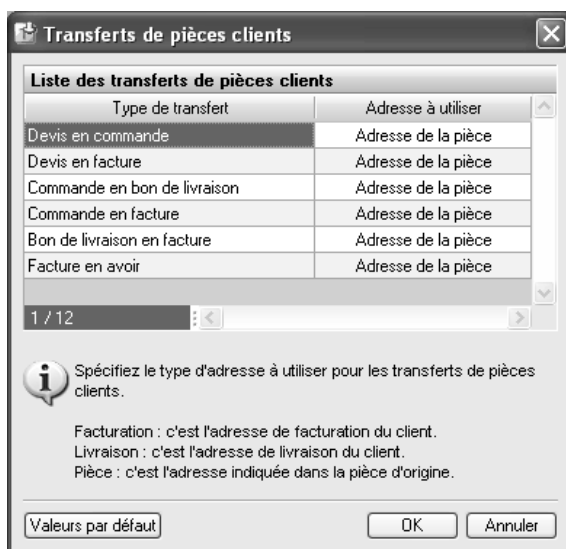 Transferts de pièces clients
Liste des transferts de pièces clients
Type de transfert Adresse à utiliser
Devis en commande Adresse de la pièce
Devis en facture Adresse de la pièce
Commande en bon de livraison Adresse de la pièce
Commande en facture Adresse de la pièce
Bon de livraison en facture Adresse de la pièce
Facture en avoir Adresse de la pièce
1 / 12
Spécifiez le type d'adresse à utiliser pour les transferts de pièces
clients.
Facturation : c'est l'adresse de facturation du client.
Livraison : c'est l'adresse de livraison du client.
Pièce : c'est l'adresse indiquée dans la pièce d'origine.
Valeurs par défaut OK Annuler